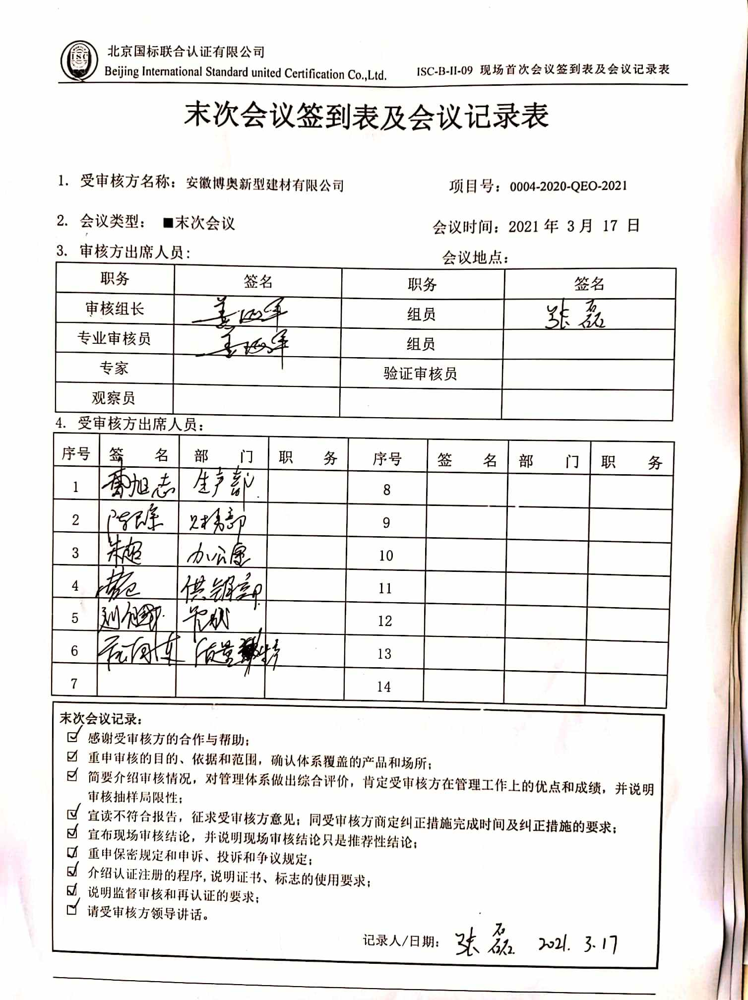 ISC
北京国标联合认证有限公司
Beijing International Standard united Certification Co.,Ltd. ISC-B-II-09 现场首次会议签到表及会议记录表
末次会议签到表及会议记录表
1. 受审核方名称：安徽博奥新型建材有限公司 项目号：0004-2020-QEO-2021
2. 会议类型： ■末次会议 会议时间：2021 年 3 月 17 日
3. 审核方出席人员： 会议地点：
职务 签名 职务 签名
审核组长 姜海军 组员 张磊
专业审核员 姜海军 组员
专家 验证审核员
观察员
4. 受审核方出席人员：
序号 签 名 部 门 职 务 序号 签 名 部 门 职 务
1 旭志 生产部 8
2 财务部 9
3 朱超 办公室 10
4 供销部 11
5 12
6 质量 13
7 14
末次会议记录：
☑ 感谢受审核方的合作与帮助；
☑ 重申审核的目的、依据和范围，确认体系覆盖的产品和场所；
☑ 简要介绍审核情况，对管理体系做出综合评价，肯定受审核方在管理工作上的优点和成绩，并说明
审核抽样局限性；
☑ 宣读不符合报告，征求受审核方意见；同受审核方商定纠正措施完成时间及纠正措施的要求；
☑ 宣布现场审核结论，并说明现场审核结论只是推荐性结论；
☑ 重申保密规定和申诉、投诉和争议规定；
☑ 介绍认证注册的程序,说明证书、标志的使用要求；
☑ 说明监督审核和再认证的要求；
☑ 请受审核方领导讲话。
记录人/日期： 张磊 2021. 3.17